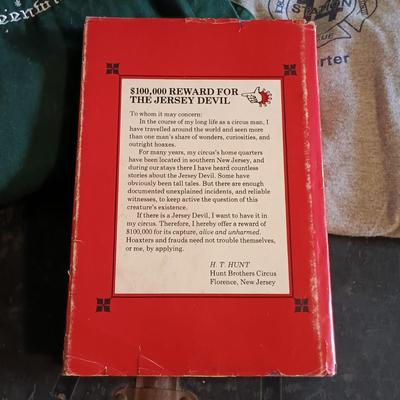 $100,000 REWARD FOR
THE JERSEY DEVIL
To whom it may concern:
In the course of my long life as a circus man, I
have travelled around the world and seen more
than one man's share of wonders, curiosities, and
outright hoaxes.
For many years, my circus's home quarters
have been located in southern New Jersey, and
during our stays there I have heard countless
stories about the Jersey Devil. Some have
obviously been tall tales. But there are enough
documented unexplained incidents, and reliable
witnesses, to keep active the question of this
creature's existence.
If there is a Jersey Devil, I want to have it in
my circus. Therefore, I hereby offer a reward of
$100,000 for its capture, alive and unharmed.
Hoaxters and frauds need not trouble themselves,
or me, by applying.
H. T. HUNT
Hunt Brothers Circus
Florence, New Jersey